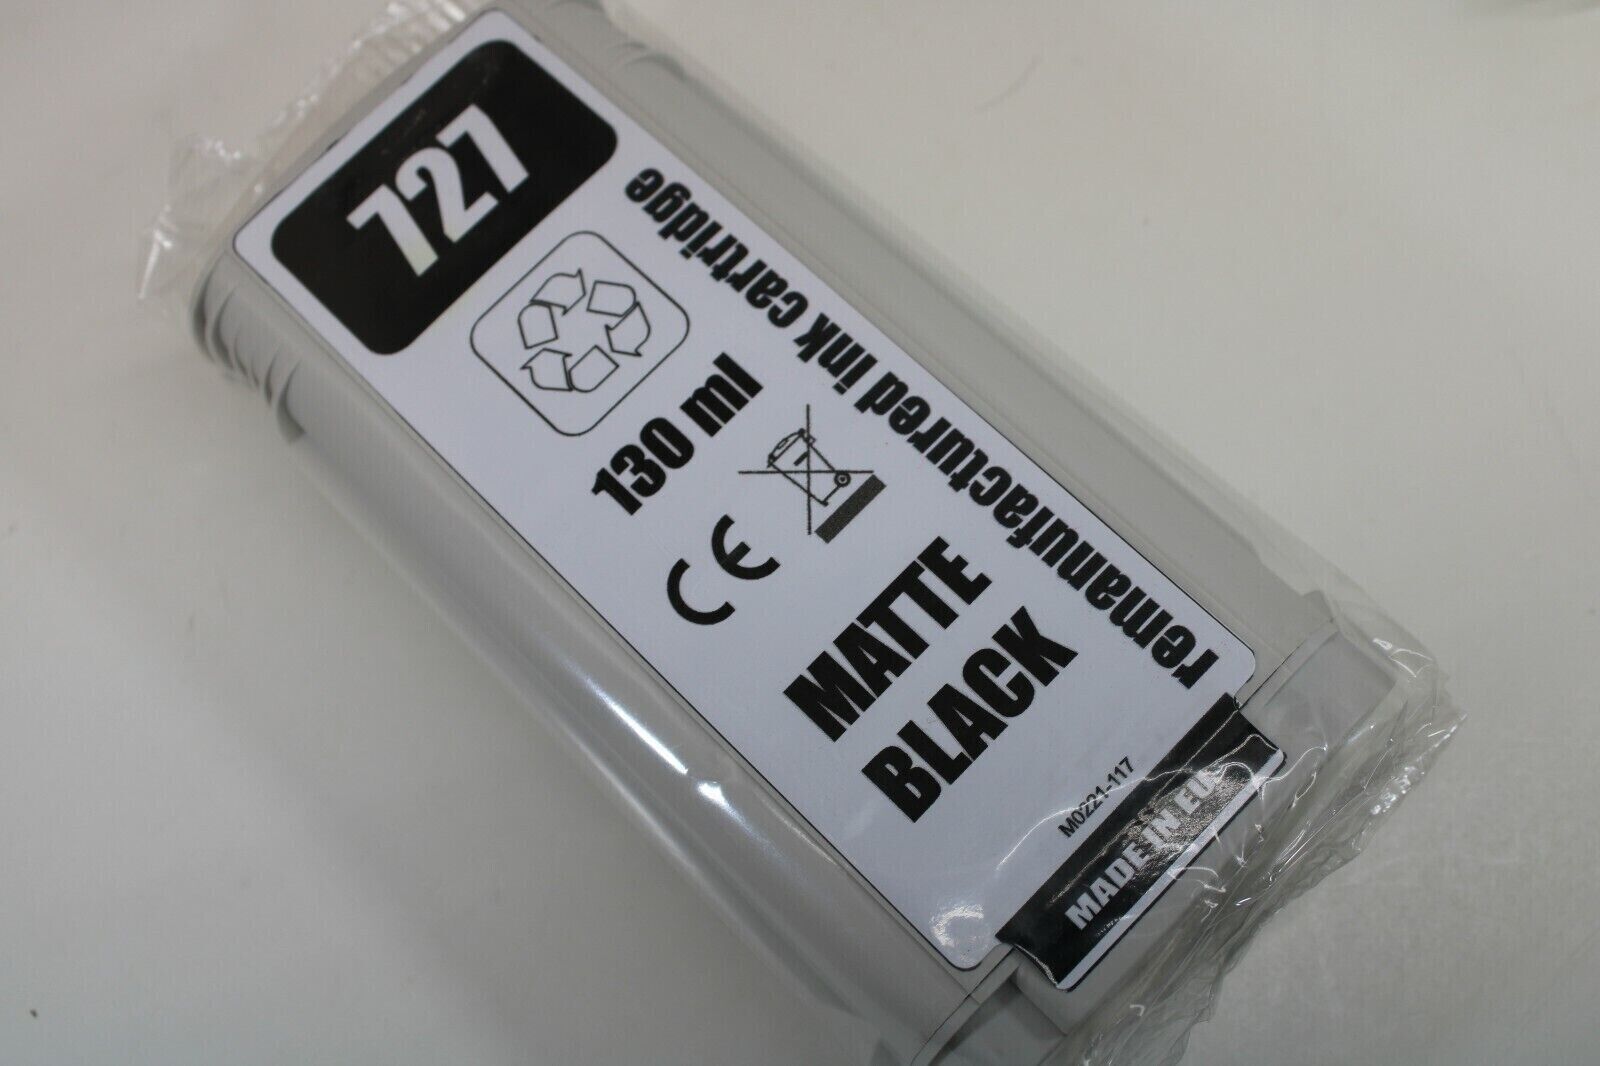 727
130 ml
CE
MATTE
BLACK
remanufactured ink cartridge
M0221-117
MADE IN EU